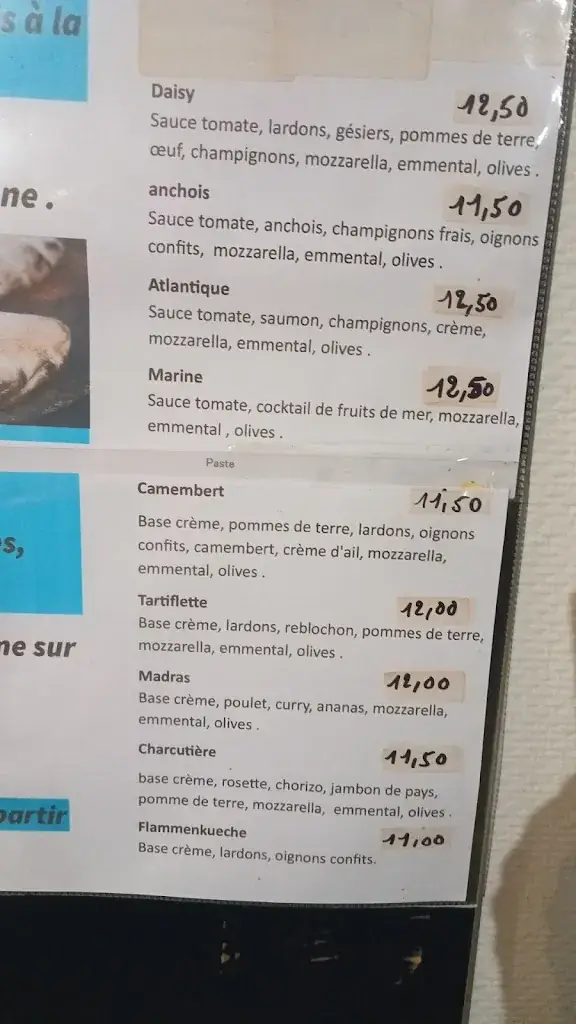 s à la
Daisy 12,50
Sauce tomate, lardons, gésiers, pommes de terre,
œuf, champignons, mozzarella, emmental, olives .
ne .
anchois 11,50
Sauce tomate, anchois, champignons frais, oignons
confits, mozzarella, emmental, olives .
Atlantique 12,50
Sauce tomate, saumon, champignons, crème,
mozzarella, emmental, olives .
Marine 12,50
Sauce tomate, cocktail de fruits de mer, mozzarella,
emmental , olives .
Paste
Camembert 11,50
Base crème, pommes de terre, lardons, oignons
confits, camembert, crème d'ail, mozzarella,
emmental, olives .
s,
Tartiflette 12,00
Base crème, lardons, reblochon, pommes de terre,
mozzarella, emmental, olives .
ne sur
Madras 12,00
Base crème, poulet, curry, ananas, mozzarella,
emmental, olives .
Charcutière 11,50
base crème, rosette, chorizo, jambon de pays,
pomme de terre, mozzarella, emmental, olives .
partir
Flammenkueche 11,00
Base crème, lardons, oignons confits.